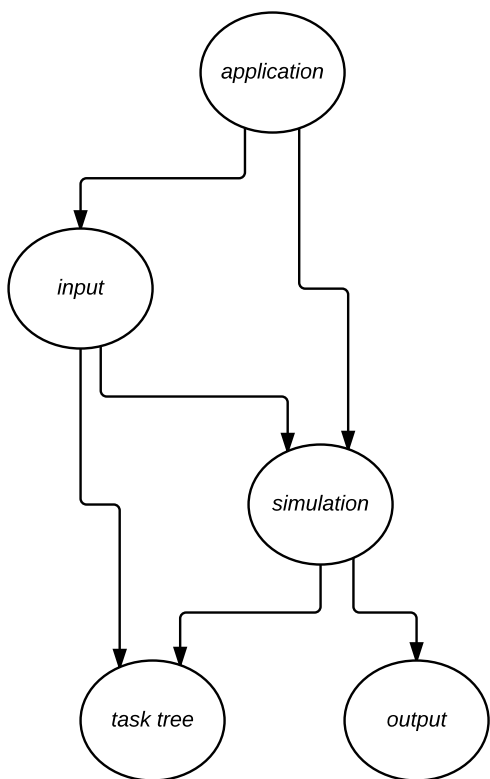 application
input
simulation
task tree
output